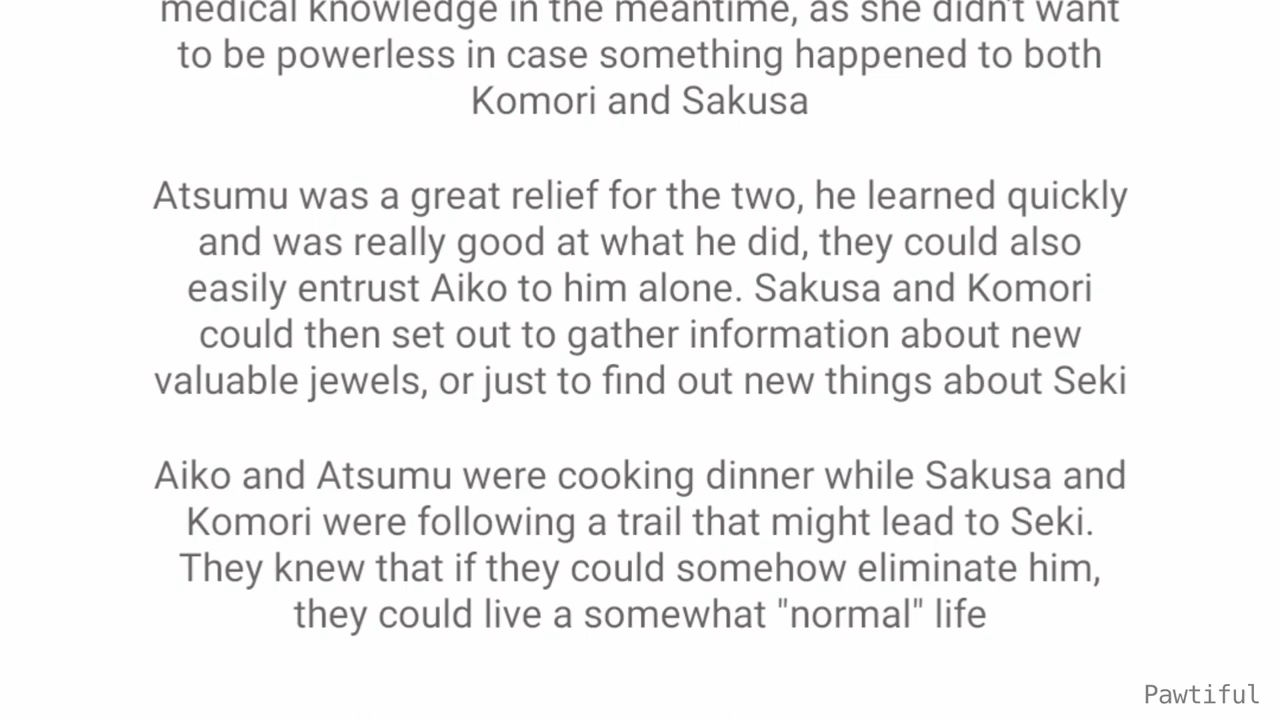 medical knowledge in the meantime, as she didn't want
to be powerless in case something happened to both
Komori and Sakusa
Atsumu was a great relief for the two, he learned quickly
and was really good at what he did, they could also
easily entrust Aiko to him alone. Sakusa and Komori
could then set out to gather information about new
valuable jewels, or just to find out new things about Seki
Aiko and Atsumu were cooking dinner while Sakusa and
Komori were following a trail that might lead to Seki.
They knew that if they could somehow eliminate him,
they could live a somewhat "normal" life
Pawtiful